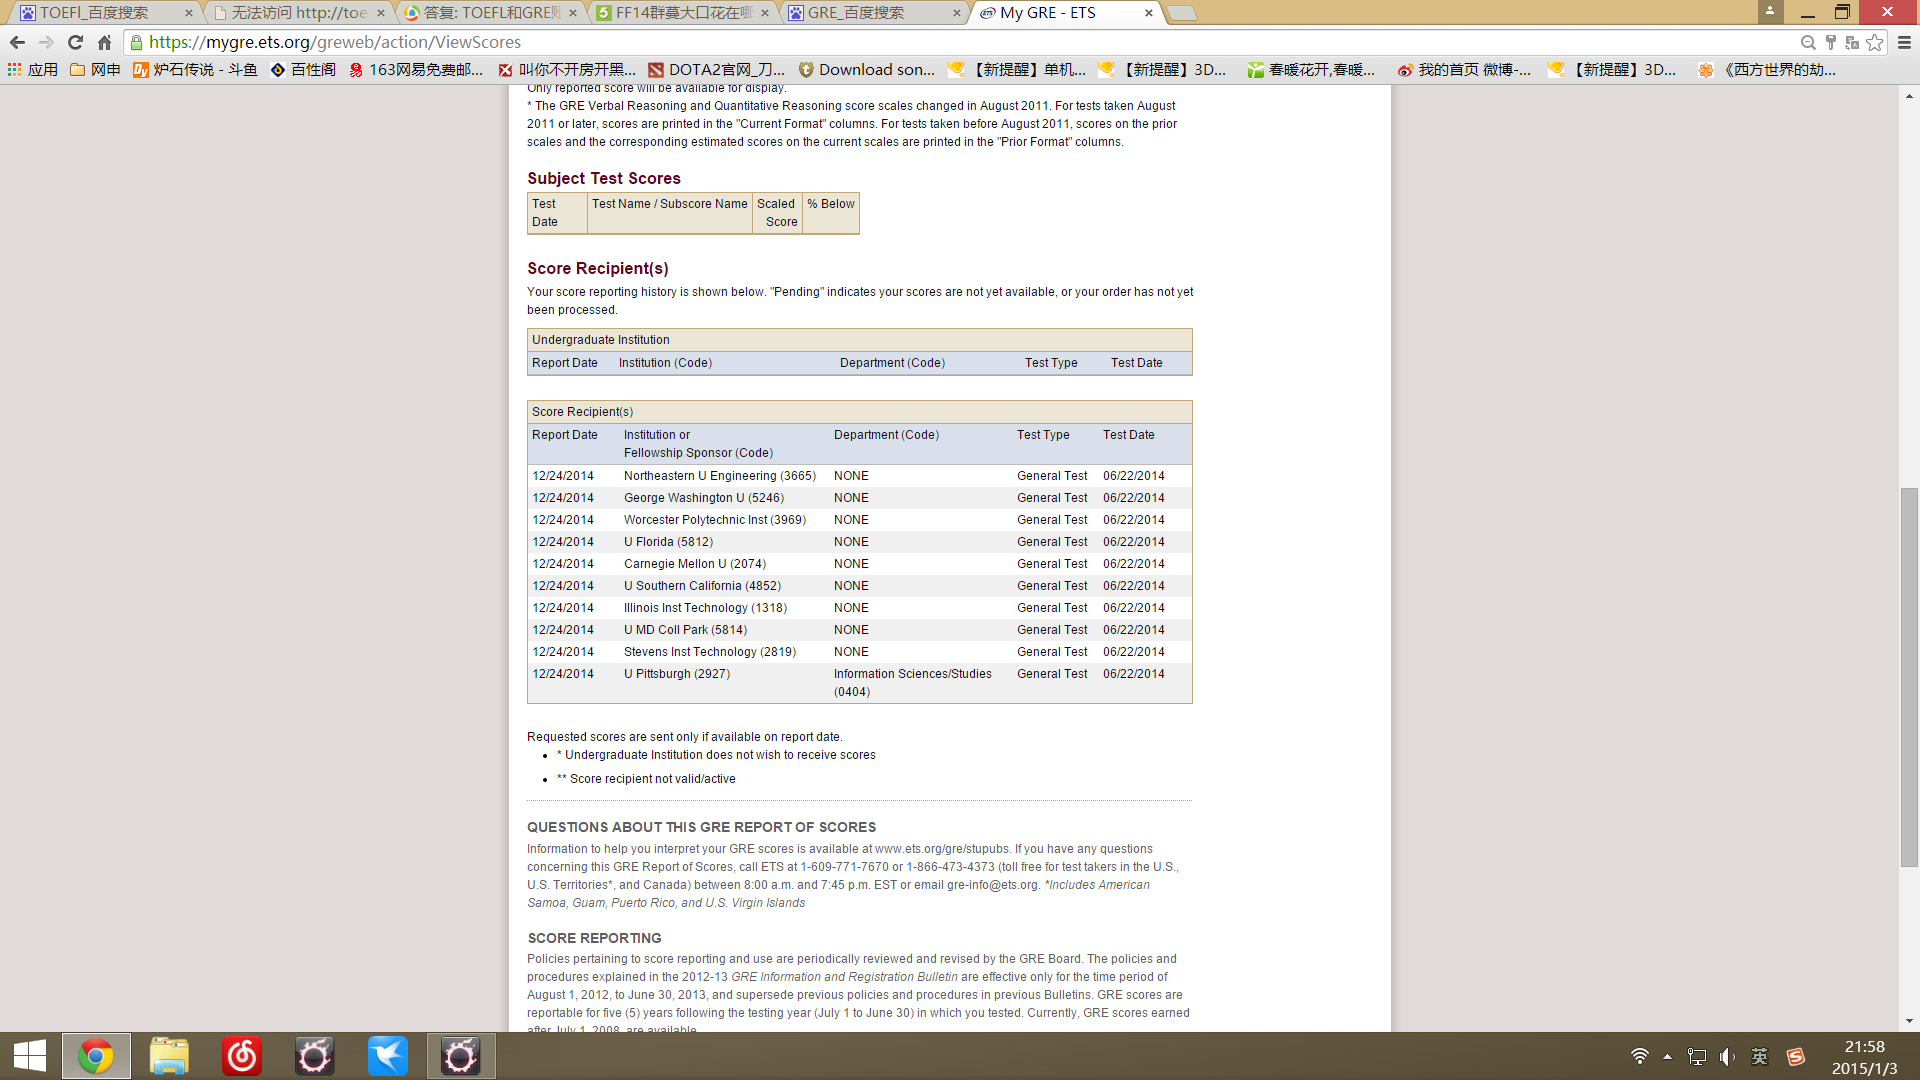 TOEFl_百度搜索
无法访问 http://toe
答复: TOEFL和GRE
FF14群蔓大口花在
GRE_百度搜索
My GRE - ETS
https://mygre.ets.org/greweb/action/ViewScores
应用
网申
炉石传说 - 斗鱼
百性阁
163网易免费邮...
叫你不开房开黑...
DOTA2官网_刀...
Download son...
【新提醒】单机...
【新提醒】3D...
春暖花开,春暖...
我的首页 微博-...
【新提醒】3D...
《西方世界的劫...
Only reported score will be available for display.
* The GRE Verbal Reasoning and Quantitative Reasoning score scales changed in August 2011. For tests taken August
2011 or later, scores are printed in the "Current Format" columns. For tests taken before August 2011, scores on the prior
scales and the corresponding estimated scores on the current scales are printed in the "Prior Format" columns.
Subject Test Scores
Test Date Test Name / Subscore Name Scaled Score % Below
Score Recipient(s)
Your score reporting history is shown below. "Pending" indicates your scores are not yet available, or your order has not yet
been processed.
Undergraduate Institution
Report Date Institution (Code) Department (Code) Test Type Test Date
Score Recipient(s)
Report Date Institution or Fellowship Sponsor (Code) Department (Code) Test Type Test Date
12/24/2014 Northeastern U Engineering (3665) NONE General Test 06/22/2014
12/24/2014 George Washington U (5246) NONE General Test 06/22/2014
12/24/2014 Worcester Polytechnic Inst (3969) NONE General Test 06/22/2014
12/24/2014 U Florida (5812) NONE General Test 06/22/2014
12/24/2014 Carnegie Mellon U (2074) NONE General Test 06/22/2014
12/24/2014 U Southern California (4852) NONE General Test 06/22/2014
12/24/2014 Illinois Inst Technology (1318) NONE General Test 06/22/2014
12/24/2014 U MD Coll Park (5814) NONE General Test 06/22/2014
12/24/2014 Stevens Inst Technology (2819) NONE General Test 06/22/2014
12/24/2014 U Pittsburgh (2927) Information Sciences/Studies (0404) General Test 06/22/2014
Requested scores are sent only if available on report date.
• * Undergraduate Institution does not wish to receive scores
• ** Score recipient not valid/active
QUESTIONS ABOUT THIS GRE REPORT OF SCORES
Information to help you interpret your GRE scores is available at www.ets.org/gre/stupubs. If you have any questions
concerning this GRE Report of Scores, call ETS at 1-609-771-7670 or 1-866-473-4373 (toll free for test takers in the U.S.,
U.S. Territories*, and Canada) between 8:00 a.m. and 7:45 p.m. EST or email gre-info@ets.org. *Includes American
Samoa, Guam, Puerto Rico, and U.S. Virgin Islands
SCORE REPORTING
Policies pertaining to score reporting and use are periodically reviewed and revised by the GRE Board. The policies and
procedures explained in the 2012-13 GRE Information and Registration Bulletin are effective only for the time period of
August 1, 2012, to June 30, 2013, and supersede previous policies and procedures in previous Bulletins. GRE scores are
reportable for five (5) years following the testing year (July 1 to June 30) in which you tested. Currently, GRE scores earned
after July 1, 2008, are available
英
21:58
2015/1/3